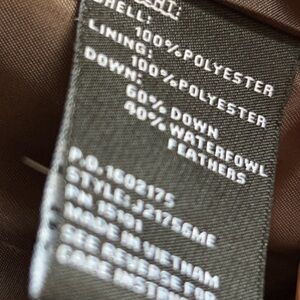 SHELL:
100% POLYESTER
LINING:
100% POLYESTER
DOWN:
60% DOWN
40% WATERFOWL
FEATHERS
P.O. 1602175
STYLE: J21756ME
RN 15101
MADE IN VIETNAM
SEE REVERSE FOR
CARE